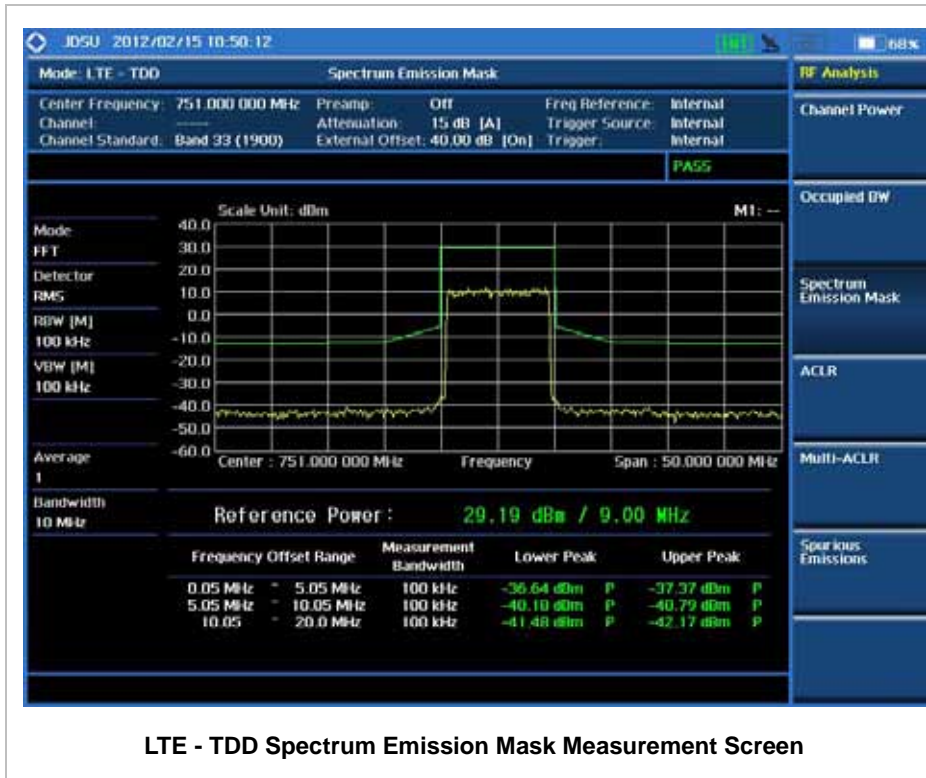 JDSU 2012/02/15 10:50:12
68%
Mode: LTE - TDD Spectrum Emission Mask RF Analysis
Center Frequency: 751.000 000 MHz Preamp: Off Freq Reference: Internal
Channel: ----- Attenuation: 15 dB [A] Trigger Source: Internal
Channel Standard: Band 33 (1900) External Offset: 40.00 dB [On] Trigger: Internal
PASS
Scale Unit: dBm M1: --
40.0
30.0
20.0
10.0
0.0
-10.0
-20.0
-30.0
-40.0
-50.0
-60.0
Center : 751.000 000 MHz Frequency Span : 50.000 000 MHz
Mode
FFT
Detector
RMS
RBW [M]
100 kHz
VBW [M]
100 kHz
Average
1
Bandwidth
10 MHz
Reference Power: 29.19 dBm / 9.00 MHz
Frequency Offset Range Measurement Bandwidth Lower Peak Upper Peak
0.05 MHz ~ 5.05 MHz 100 kHz -36.64 dBm P -37.37 dBm P
5.05 MHz ~ 10.05 MHz 100 kHz -40.10 dBm P -40.79 dBm P
10.05 ~ 20.0 MHz 100 kHz -41.48 dBm P -42.17 dBm P
Channel Power
Occupied BW
Spectrum
Emission Mask
ACLR
Multi-ACLR
Spurious
Emissions
LTE - TDD Spectrum Emission Mask Measurement Screen